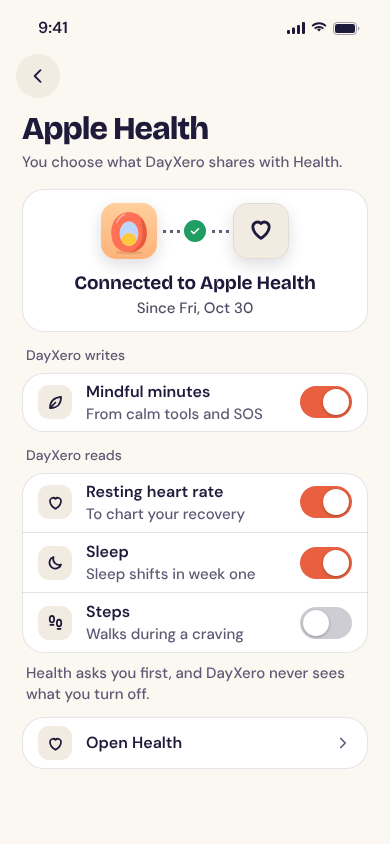 9:41
Apple Health
You choose what DayXero shares with Health.
Connected to Apple Health
Since Fri, Oct 30
DayXero writes
Mindful minutes
From calm tools and SOS
DayXero reads
Resting heart rate
To chart your recovery
Sleep
Sleep shifts in week one
Steps
Walks during a craving
Health asks you first, and DayXero never sees
what you turn off.
Open Health